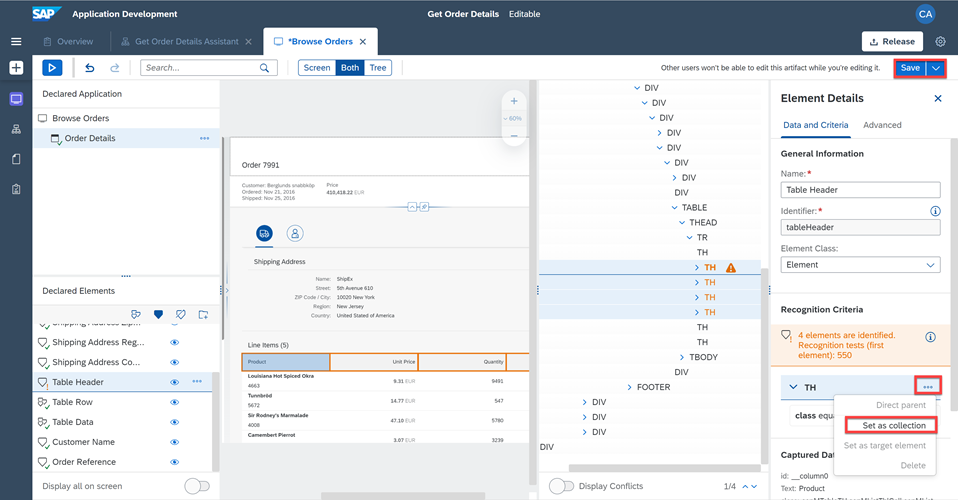 SAP Application Development
Get Order Details Editable
CA
Overview
Get Order Details Assistant
*Browse Orders
Release
Search...
Screen Both Tree
Other users won't be able to edit this artifact while you're editing it.
Save
Declared Application
Browse Orders
Order Details
Declared Elements
Shipping Address Reg...
Shipping Address Co...
Table Header
Table Row
Table Data
Customer Name
Order Reference
Display all on screen
60%
Order 7991
Customer: Berglunds snabbköp
Ordered: Nov 21, 2016
Shipped: Nov 25, 2016
Price
410,418.22 EUR
Shipping Address
Name: ShipEx
Street: 5th Avenue 610
ZIP Code / City: 10020 New York
Region: New Jersey
Country: United Stated of America
Line Items (5)
Product Unit Price Quantity
Louisiana Hot Spiced Okra
4663
9.31 EUR 9491
Tunnbröd
5672
14.77 EUR 547
Sir Rodney's Marmalade
4008
47.10 EUR 5780
Camembert Pierrot
3.07 EUR 3239
DIV
DIV
DIV
DIV
DIV
DIV
DIV
DIV
TABLE
THEAD
TR
TH
TH
TH
TH
TH
TH
TH
TBODY
DIV
FOOTER
DIV
DIV
DIV
DIV
Display Conflicts
1/4
Element Details
Data and Criteria Advanced
General Information
Name:*
Table Header
Identifier:*
tableHeader
Element Class:
Element
Recognition Criteria
4 elements are identified.
Recognition tests (first
element): 550
TH
class equa
Direct parent
Set as collection
Set as target element
Delete
Captured Dat
id: __column0
Text: Product